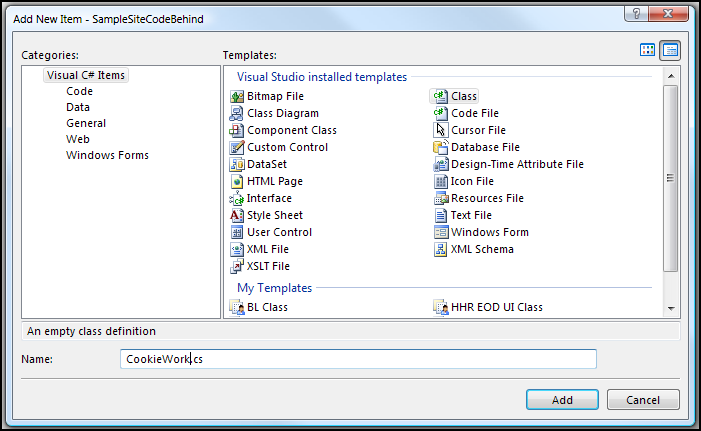 Add New Item - SampleSiteCodeBehind
Categories:
Templates:
Visual C# Items
Code
Data
General
Web
Windows Forms
Visual Studio installed templates
Bitmap File
Class
Class Diagram
Code File
Component Class
Cursor File
Custom Control
Database File
DataSet
Design-Time Attribute File
HTML Page
Icon File
Interface
Resources File
Style Sheet
Text File
User Control
Windows Form
XML File
XML Schema
XSLT File
My Templates
BL Class
HHR EOD UI Class
An empty class definition
Name:
CookieWork.cs
Add
Cancel